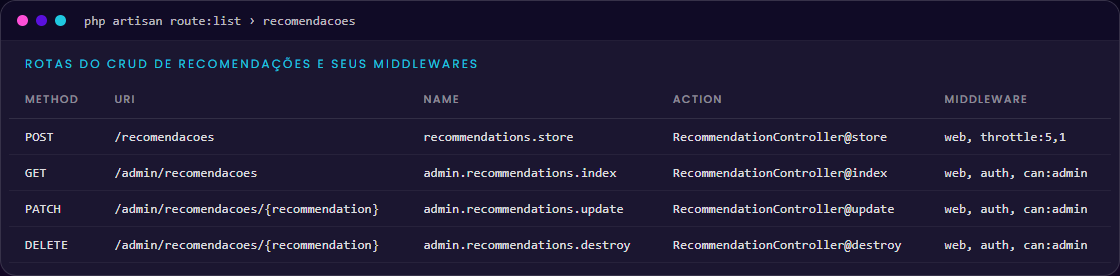 php artisan route:list › recomendacoes
ROTAS DO CRUD DE RECOMENDAÇÕES E SEUS MIDDLEWARES
METHOD URI NAME ACTION MIDDLEWARE
POST /recomendacoes recommendations.store RecommendationController@store web, throttle:5,1
GET /admin/recomendacoes admin.recommendations.index RecommendationController@index web, auth, can:admin
PATCH /admin/recomendacoes/{recommendation} admin.recommendations.update RecommendationController@update web, auth, can:admin
DELETE /admin/recomendacoes/{recommendation} admin.recommendations.destroy RecommendationController@destroy web, auth, can:admin